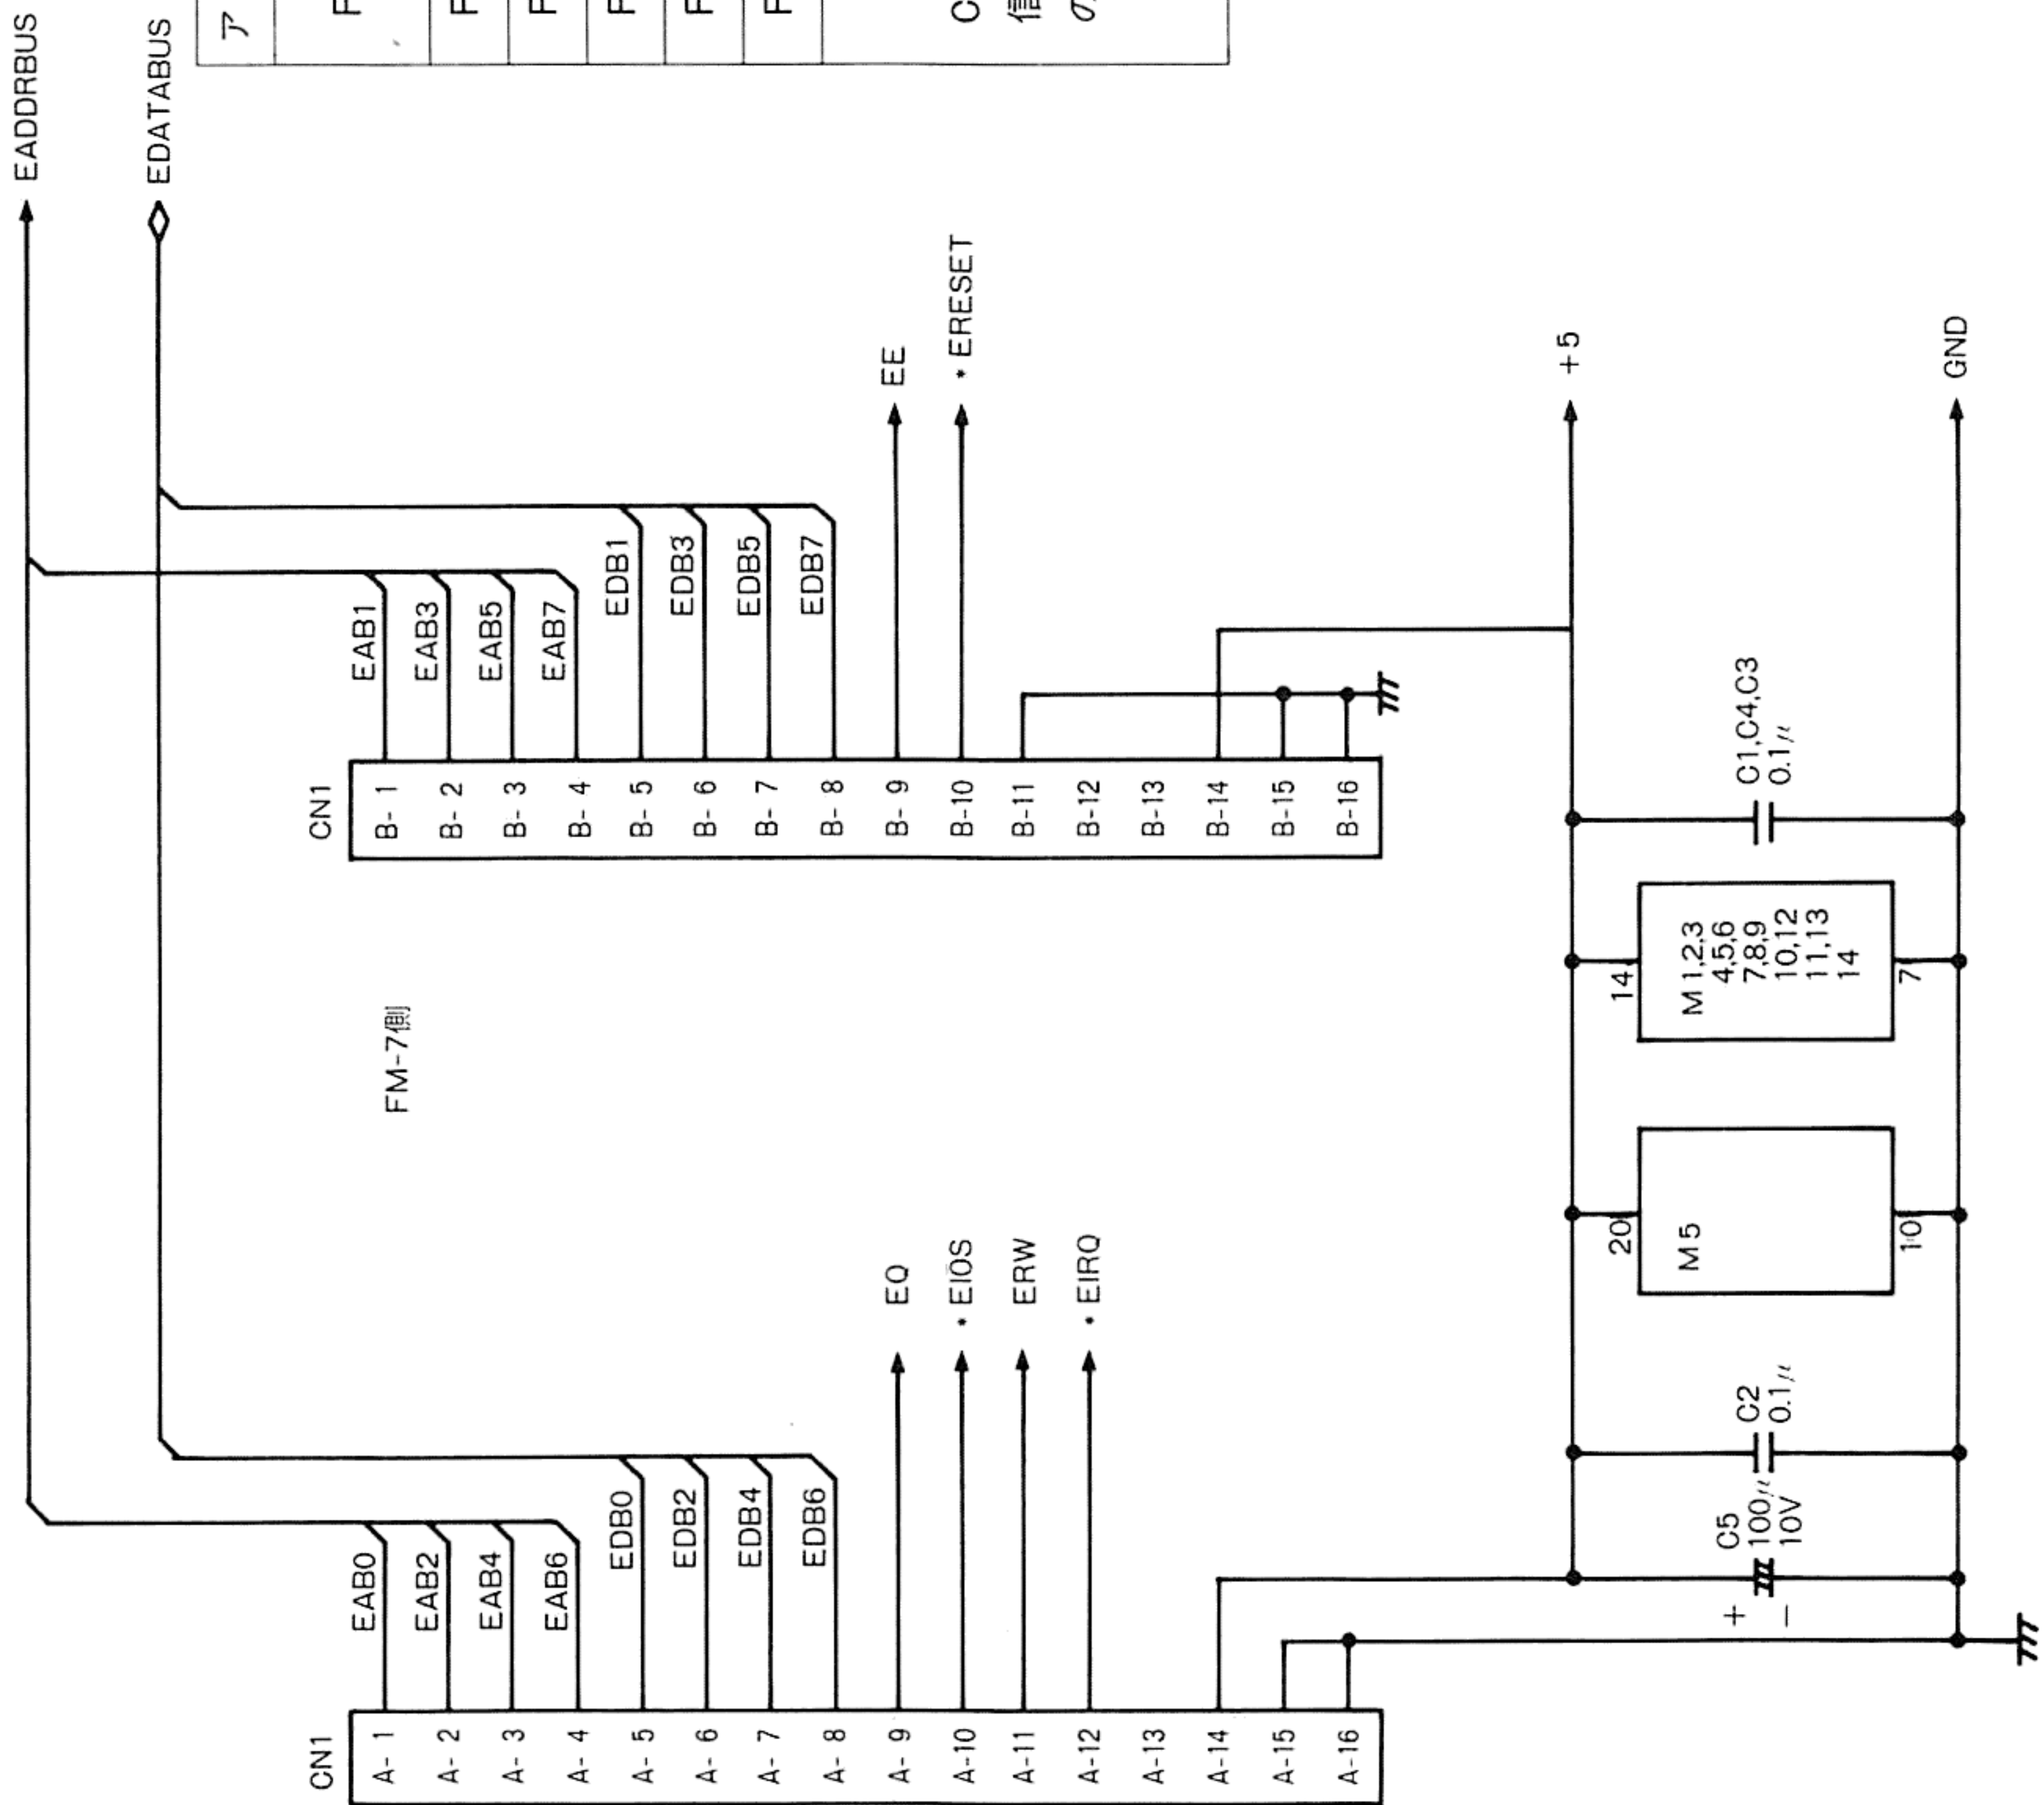 EADDRBUS
EDATABUS
CN1
A- 1
A- 2
A- 3
A- 4
A- 5
A- 6
A- 7
A- 8
A- 9
A-10
A-11
A-12
A-13
A-14
A-15
A-16
EAB0
EAB2
EAB4
EAB6
EDB0
EDB2
EDB4
EDB6
EQ
* EIOS
ERW
* EIRQ
FM-7側
CN1
B- 1
B- 2
B- 3
B- 4
B- 5
B- 6
B- 7
B- 8
B- 9
B-10
B-11
B-12
B-13
B-14
B-15
B-16
EAB1
EAB3
EAB5
EAB7
EDB1
EDB3
EDB5
EDB7
EE
* ERESET
+5
GND
+
−
C5
100μ
10V
C2
0.1μ
20
M5
10
14
M1,2,3
4,5,6
7,8,9
10,12
11,13
14
7
C1,C4,C3
0.1μ
ア
F
F
F
F
F
F
C
信
の